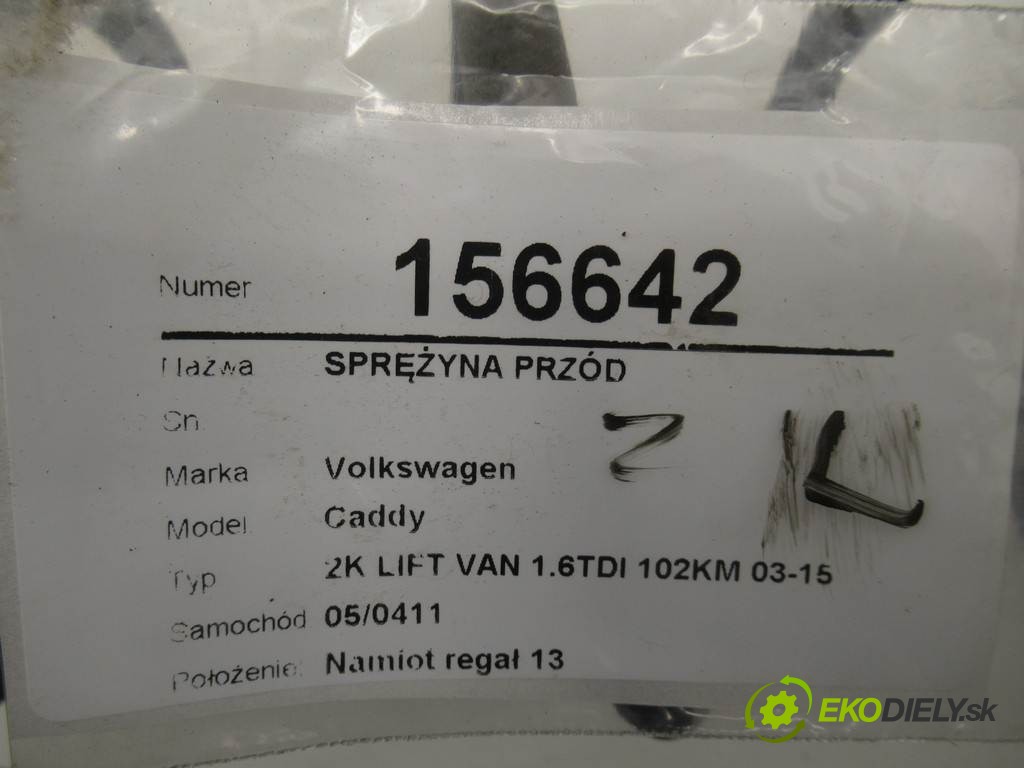 Numer 156642
Nazwa SPRĘŻYNA PRZÓD
Sn
Marka Volkswagen
Model Caddy
Typ 2K LIFT VAN 1.6TDI 102KM 03-15
Samochód 05/0411
Położenie: Namiot regał 13
Z L
EKODIELY.sk